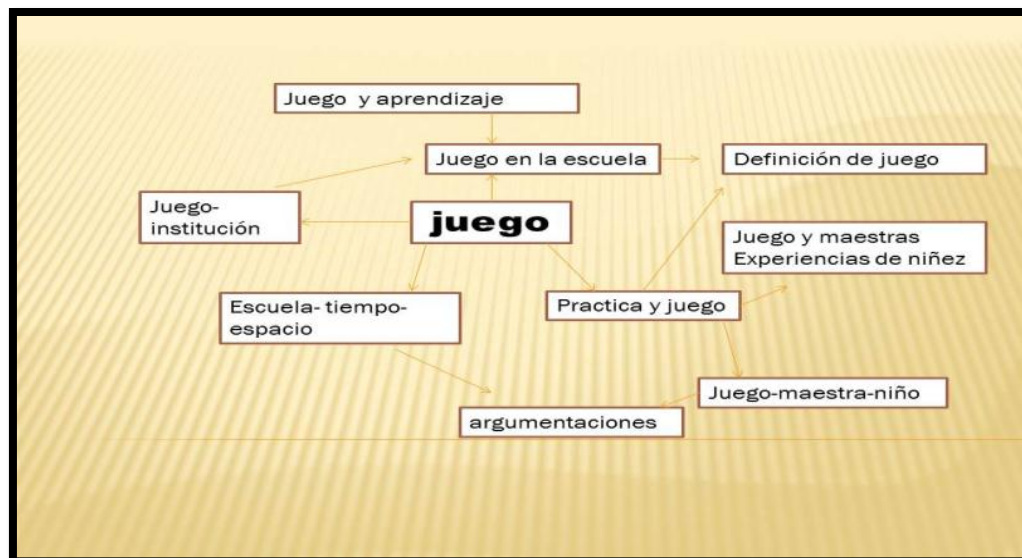 Juego y aprendizaje
Juego en la escuela
Definición de juego
Juego-
institución
juego
Juego y maestras
Experiencias de niñez
Escuela- tiempo-
espacio
Practica y juego
Juego-maestra-niño
argumentaciones